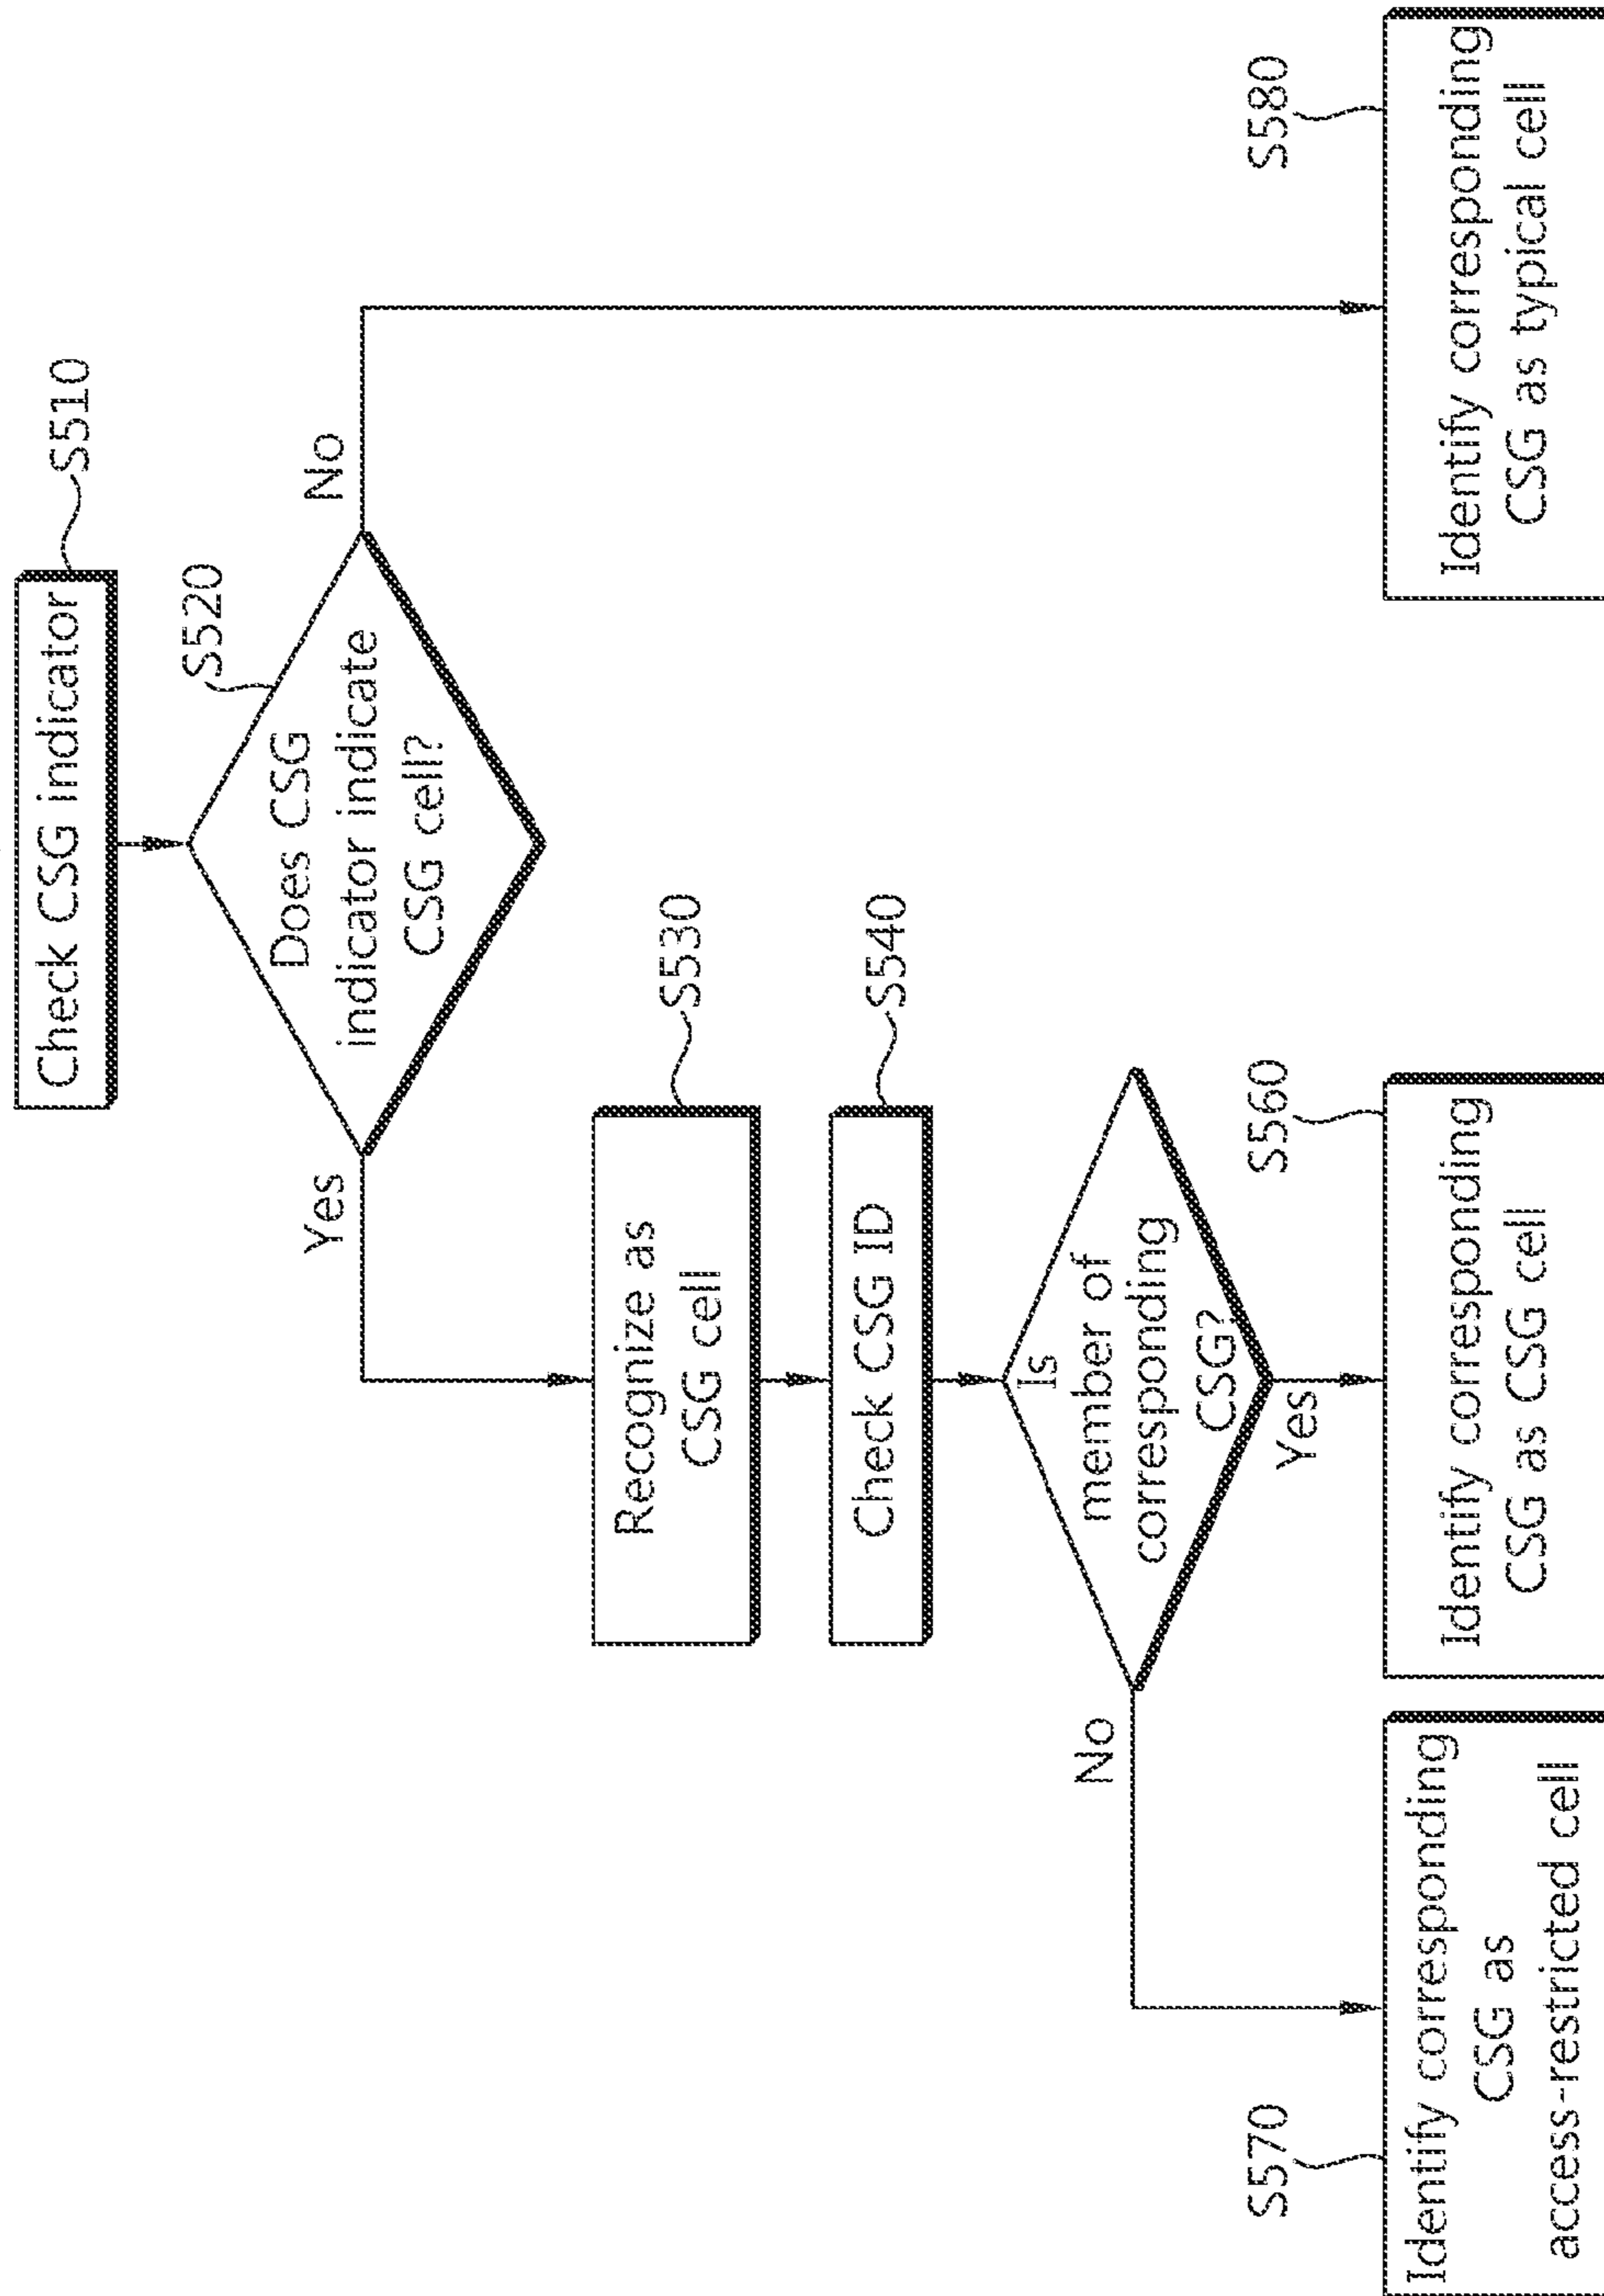 Check CSG indicator
S510
S520
Does CSG
indicator indicate
CSG cell?
Yes
No
Recognize as
CSG cell
S530
Check CSG ID
S540
Is
member of
corresponding
CSG?
No
Yes
S570
Identify corresponding
CSG as
access-restricted cell
S560
Identify corresponding
CSG as CSG cell
S580
Identify corresponding
CSG as typical cell